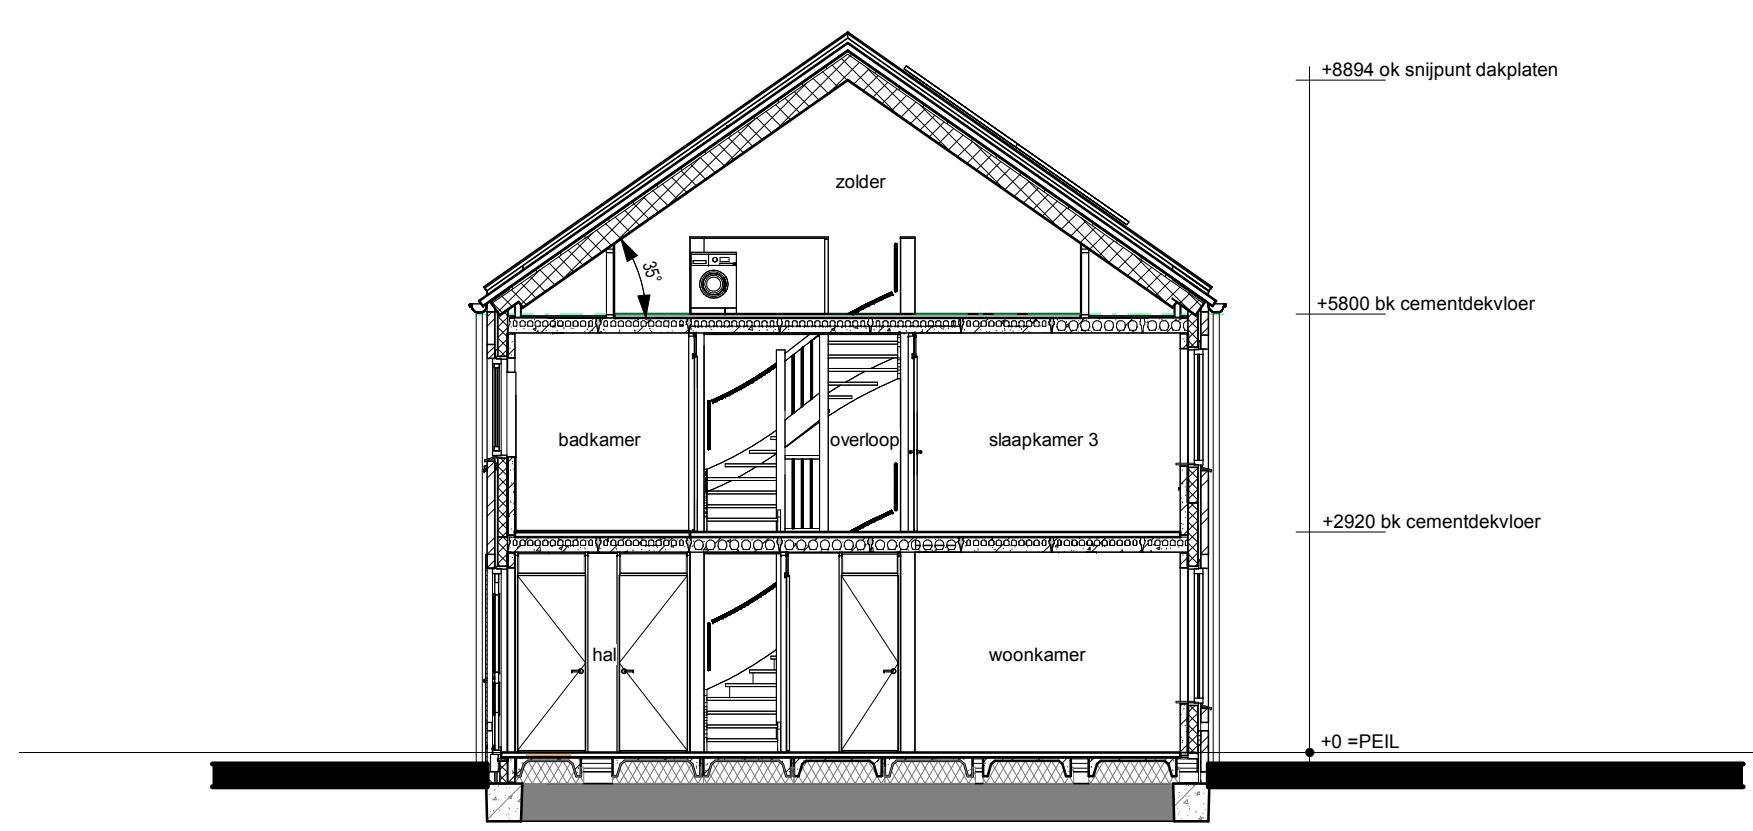 +8894 ok snijpunt dakplaten
zolder
35°
+5800 bk cementdekvloer
badkamer
overloop
slaapkamer 3
+2920 bk cementdekvloer
hal
woonkamer
+0 =PEIL